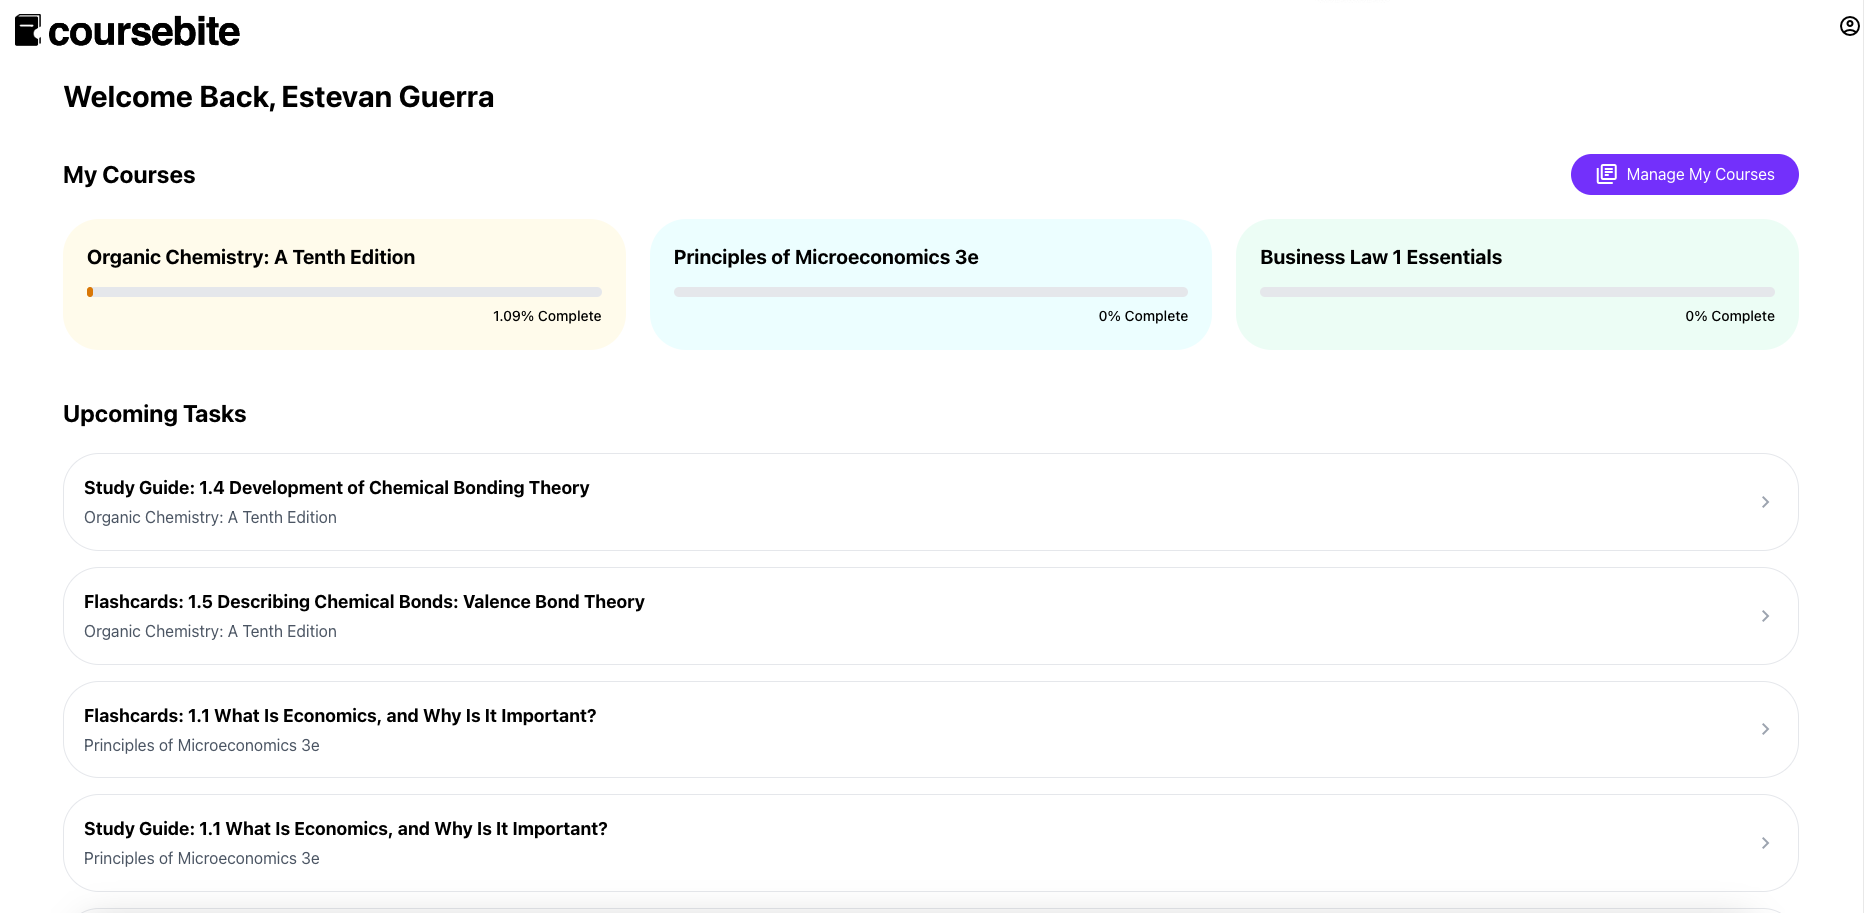 coursebite
Welcome Back, Estevan Guerra
My Courses
Manage My Courses
Organic Chemistry: A Tenth Edition
1.09% Complete
Principles of Microeconomics 3e
0% Complete
Business Law 1 Essentials
0% Complete
Upcoming Tasks
Study Guide: 1.4 Development of Chemical Bonding Theory
Organic Chemistry: A Tenth Edition
Flashcards: 1.5 Describing Chemical Bonds: Valence Bond Theory
Organic Chemistry: A Tenth Edition
Flashcards: 1.1 What Is Economics, and Why Is It Important?
Principles of Microeconomics 3e
Study Guide: 1.1 What Is Economics, and Why Is It Important?
Principles of Microeconomics 3e